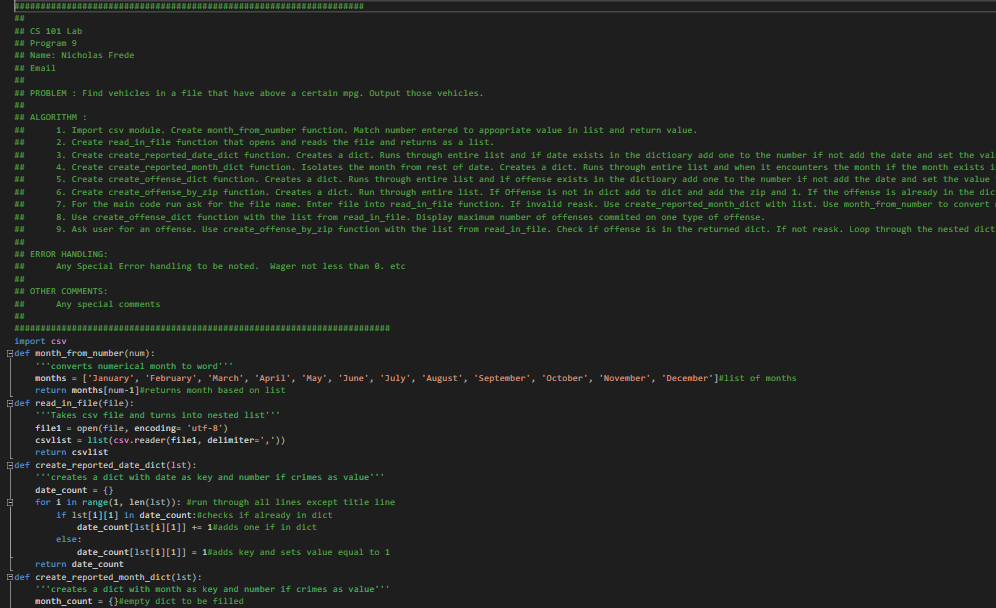 ###################################################################
##
## CS 101 Lab
## Program 9
## Name: Nicholas Frede
## Email
##
## PROBLEM : Find vehicles in a file that have above a certain mpg. Output those vehicles.
##
## ALGORITHM :
##      1. Import csv module. Create month_from_number function. Match number entered to appopriate value in list and return value.
##      2. Create read_in_file function that opens and reads the file and returns as a list.
##      3. Create create_reported_date_dict function. Creates a dict. Runs through entire list and if date exists in the dictioary add one to the number if not add the date and set the val
##      4. Create create_reported_month_dict function. Isolates the month from rest of date. Creates a dict. Runs through entire list and when it encounters the month if the month exists i
##      5. Create create_offense_dict function. Creates a dict. Runs through entire list and if offense exists in the dictioary add one to the number if not add the date and set the value
##      6. Create create_offense_by_zip function. Creates a dict. Run through entire list. If Offense is not in dict add to dict and add the zip and 1. If the offense is already in the dic
##      7. For the main code run ask for the file name. Enter file into read_in_file function. If invalid reask. Use create_reported_month_dict with list. Use month_from_number to convert
##      8. Use create_offense_dict function with the list from read_in_file. Display maximum number of offenses commited on one type of offense.
##      9. Ask user for an offense. Use create_offense_by_zip function with the list from read_in_file. Check if offense is in the returned dict. If not reask. Loop through the nested dict
##
## ERROR HANDLING:
##      Any Special Error handling to be noted.  Wager not less than 0. etc
##
## OTHER COMMENTS:
##      Any special comments
##
########################################################################
import csv
def month_from_number(num):
    '''converts numerical month to word'''
    months = ['January', 'February', 'March', 'April', 'May', 'June', 'July', 'August', 'September', 'October', 'November', 'December']#list of months
    return months[num-1]#returns month based on list
def read_in_file(file):
    '''Takes csv file and turns into nested list'''
    file1 = open(file, encoding= 'utf-8')
    csvlist = list(csv.reader(file1, delimiter=','))
    return csvlist
def create_reported_date_dict(lst):
    '''creates a dict with date as key and number if crimes as value'''
    date_count = {}
    for i in range(1, len(lst)): #run through all lines except title line
        if lst[i][1] in date_count:#checks if already in dict
            date_count[lst[i][1]] += 1#adds one if in dict
        else:
            date_count[lst[i][1]] = 1#adds key and sets value equal to 1
    return date_count
def create_reported_month_dict(lst):
    '''creates a dict with month as key and number if crimes as value'''
    month_count = {}#empty dict to be filled